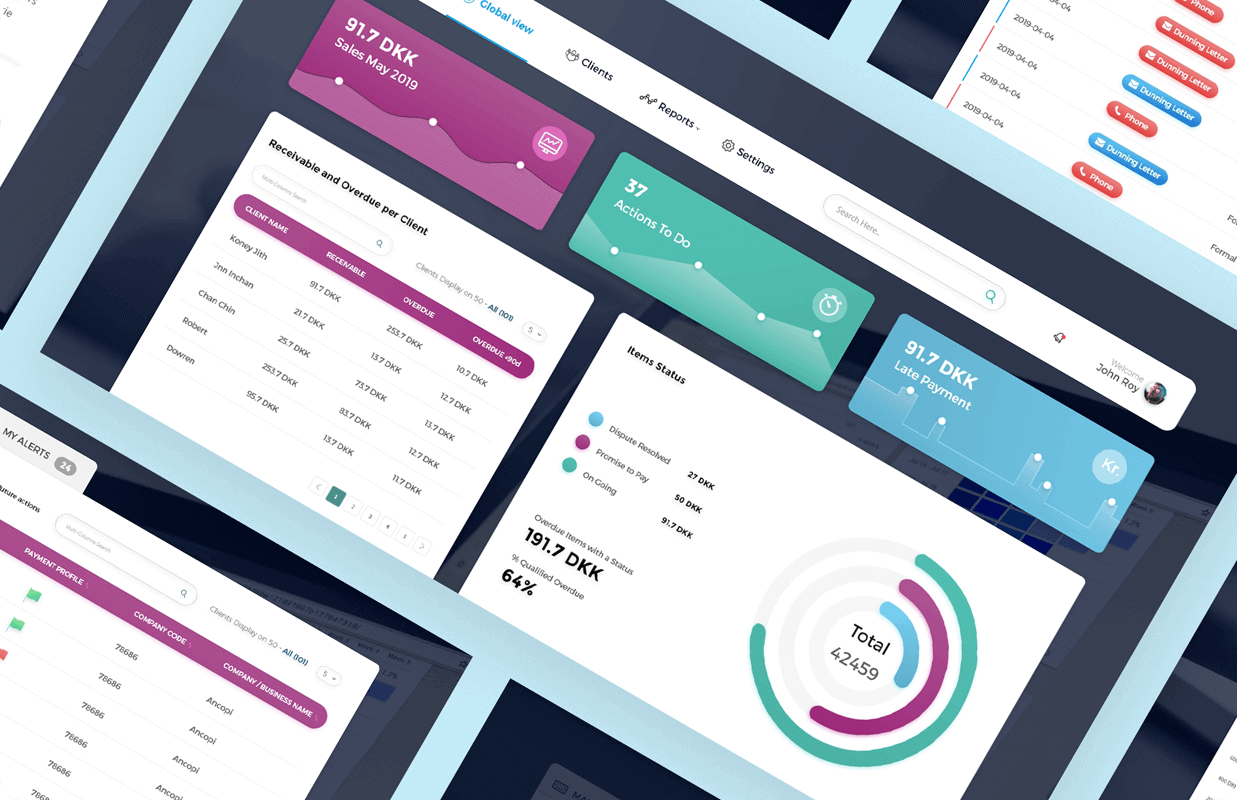 Global view
Clients
Reports
Settings
Search Here..
Welcome
John Roy
91.7 DKK
Sales May 2019
37
Actions To Do
91.7 DKK
Late Payment
Kr.
Receivable and Overdue per Client
Multi-Columns Search
Clients Display on 50 - All (101)
5
CLIENT NAME RECEIVABLE OVERDUE OVERDUE +90d
Koney Jith 91.7 DKK 253.7 DKK 10.7 DKK
Jnn Inchan 21.7 DKK 13.7 DKK 12.7 DKK
Chan Chin 25.7 DKK 73.7 DKK 13.7 DKK
Robert 253.7 DKK 83.7 DKK 12.7 DKK
Dowren 95.7 DKK 13.7 DKK 11.7 DKK
1 2 3 4 5
Items Status
Dispute Resolved 27 DKK
Promise to Pay 50 DKK
On Going 91.7 DKK
Overdue Items with a Status
191.7 DKK
% Qualified Overdue
64%
Total
42459
2019-04-04
2019-04-04
2019-04-04
2019-04-04
Phone
Dunning Letter
Dunning Letter
Dunning Letter
Phone
Dunning Letter
Phone
Formal
MY ALERTS 24
future actions
Multi-Columns Search
Clients Display on 50 - All (101)
5
PAYMENT PROFILE COMPANY CODE COMPANY / BUSINESS NAME
78686 Ancopi
78686 Ancopi
78686 Ancopi
78686 Ancopi
78686
78686